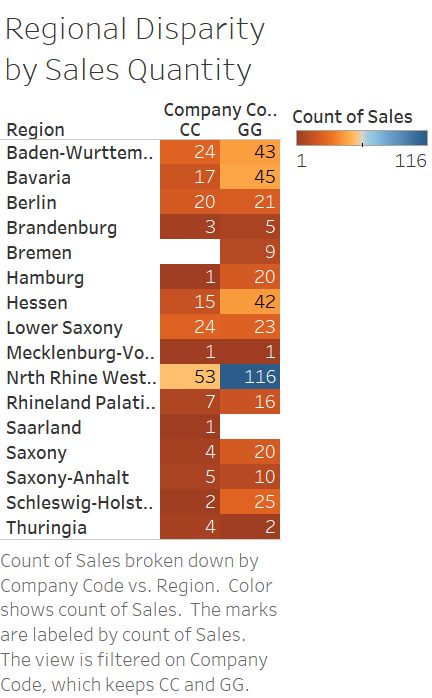 Regional Disparity
by Sales Quantity
Company Co..
Count of Sales
Region CC GG
1 116
Baden-Wurttem.. 24 43
Bavaria 17 45
Berlin 20 21
Brandenburg 3 5
Bremen 9
Hamburg 1 20
Hessen 15 42
Lower Saxony 24 23
Mecklenburg-Vo.. 1 1
Nrth Rhine West.. 53 116
Rhineland Palati.. 7 16
Saarland 1
Saxony 4 20
Saxony-Anhalt 5 10
Schleswig-Holst.. 2 25
Thuringia 4 2
Count of Sales broken down by
Company Code vs. Region. Color
shows count of Sales. The marks
are labeled by count of Sales.
The view is filtered on Company
Code, which keeps CC and GG.